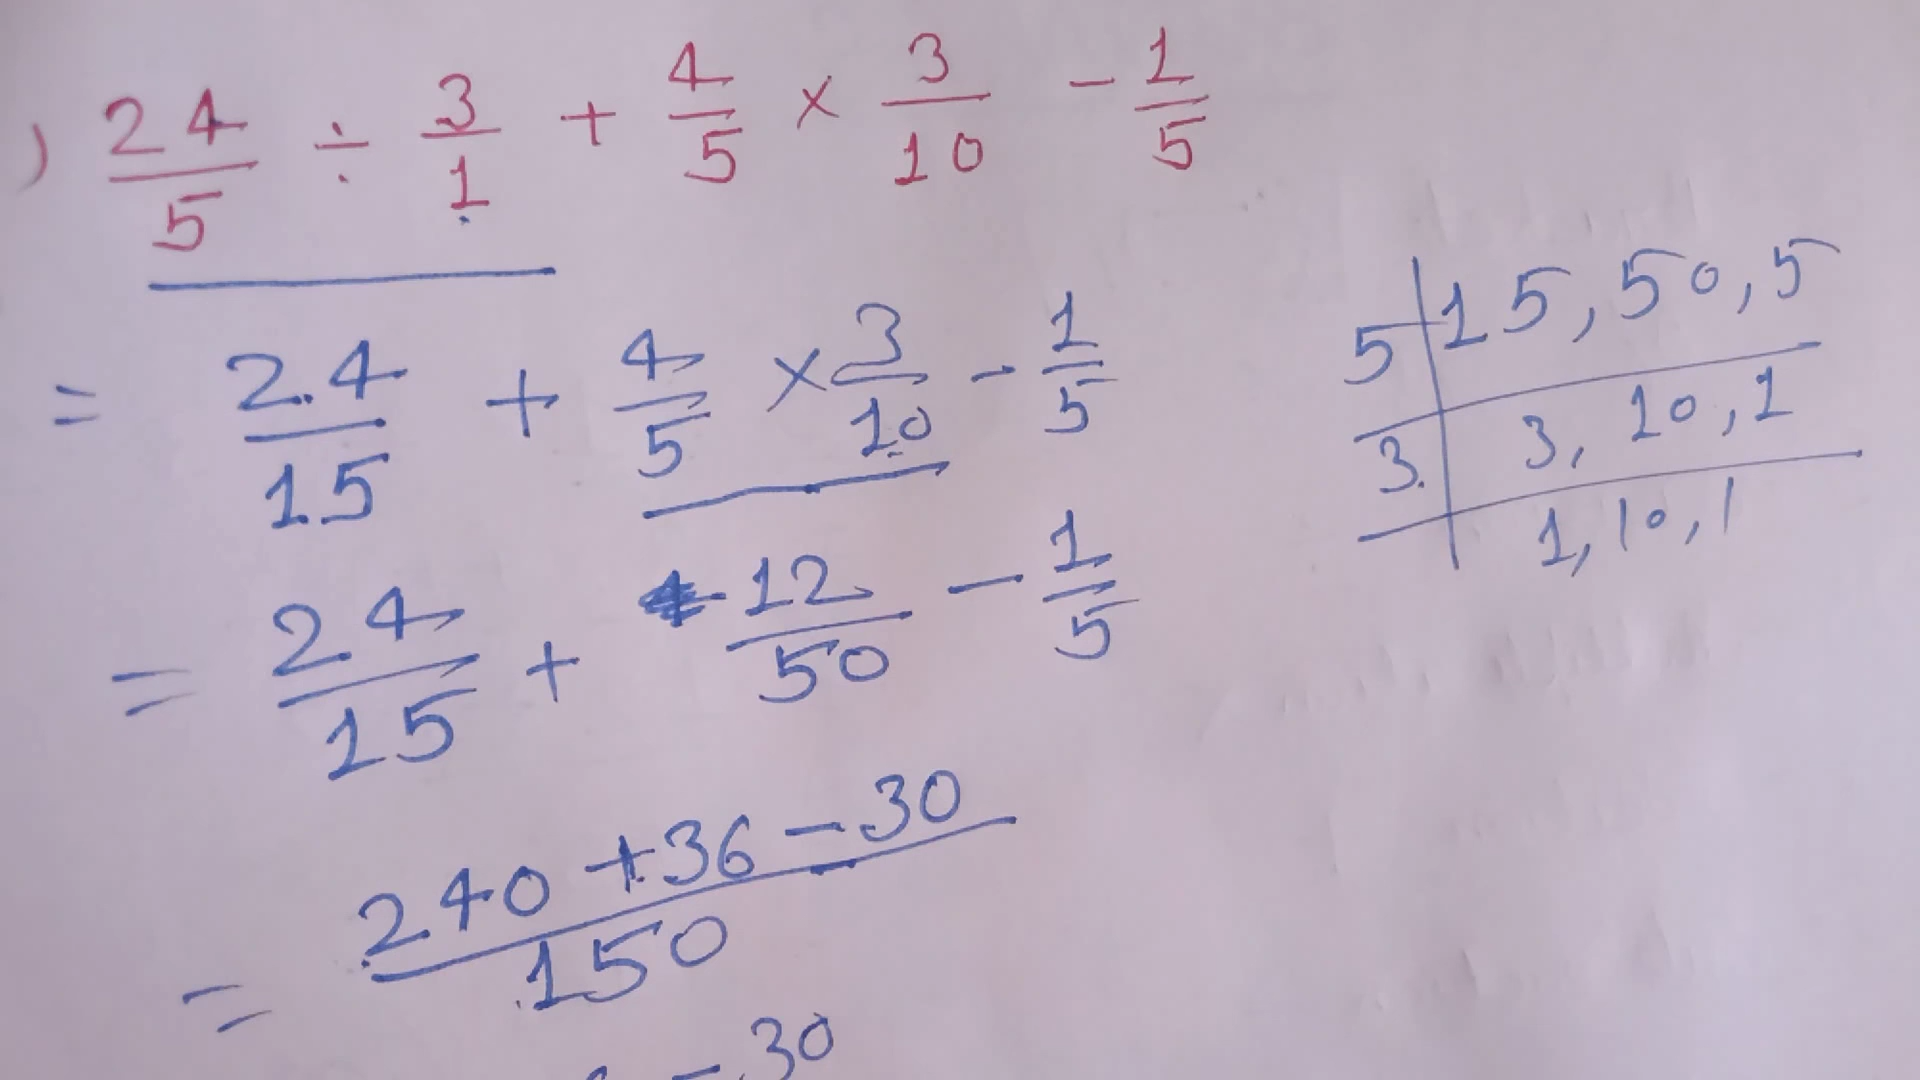 ) 24/5 ÷ 3/1 + 4/5 × 3/10 - 1/5
= 24/15 + 4/5 × 3/10 - 1/5
= 24/15 + 12/50 - 1/5
= 240 + 36 - 30 / 150
- 30
5 | 15, 50, 5
3 | 3, 10, 1
1, 10, 1